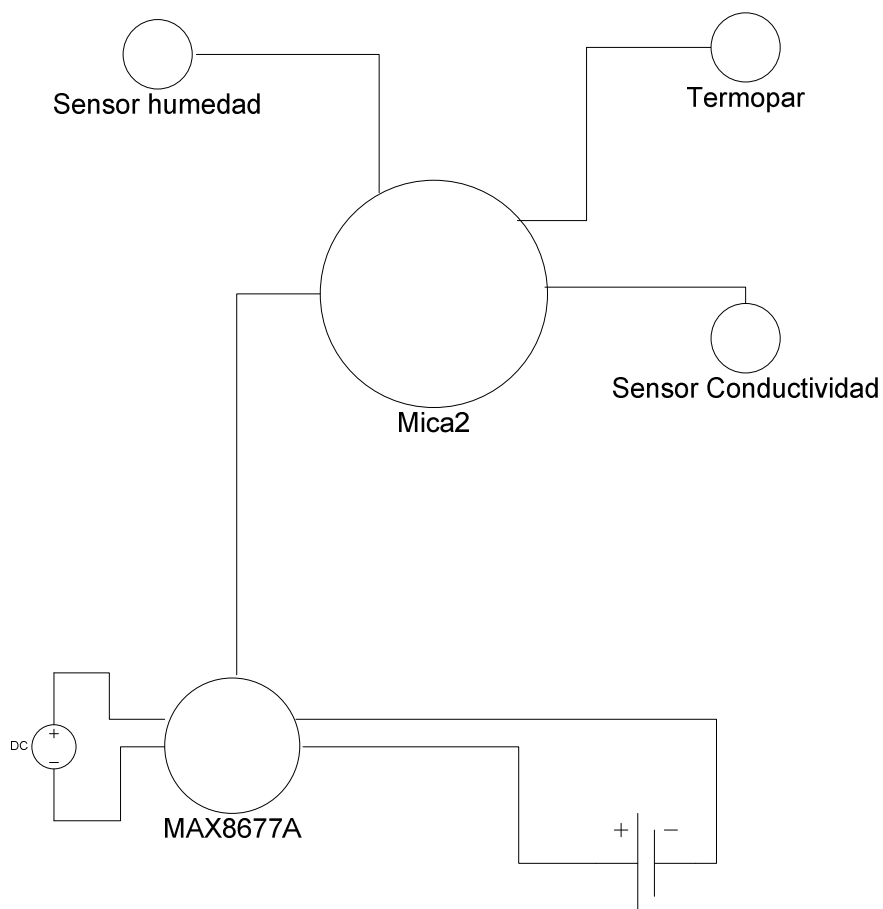 Sensor humedad
Termopar
Sensor Conductividad
Mica2
DC
+
−
MAX8677A
+ −